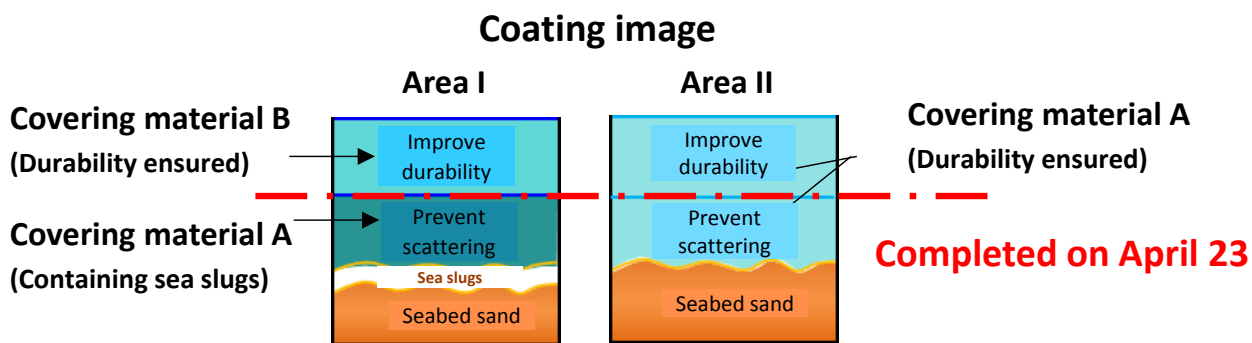 Coating image
Area I
Area II
Covering material B
(Durability ensured)
Improve
durability
Improve
durability
Covering material A
(Durability ensured)
Covering material A
(Containing sea slugs)
Prevent
scattering
Prevent
scattering
Completed on April 23
Sea slugs
Seabed sand
Seabed sand